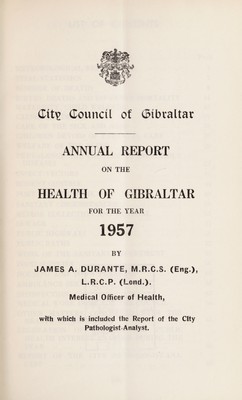 City Council of Gibraltar
ANNUAL REPORT
ON THE
HEALTH OF GIBRALTAR
FOR THE YEAR
1957
BY
JAMES A. DURANTE, M.R.C.S. (Eng.),
L.R.C.P. (Lond.).
Medical Officer of Health,
with which is included the Report of the City
Pathologist-Analyst.